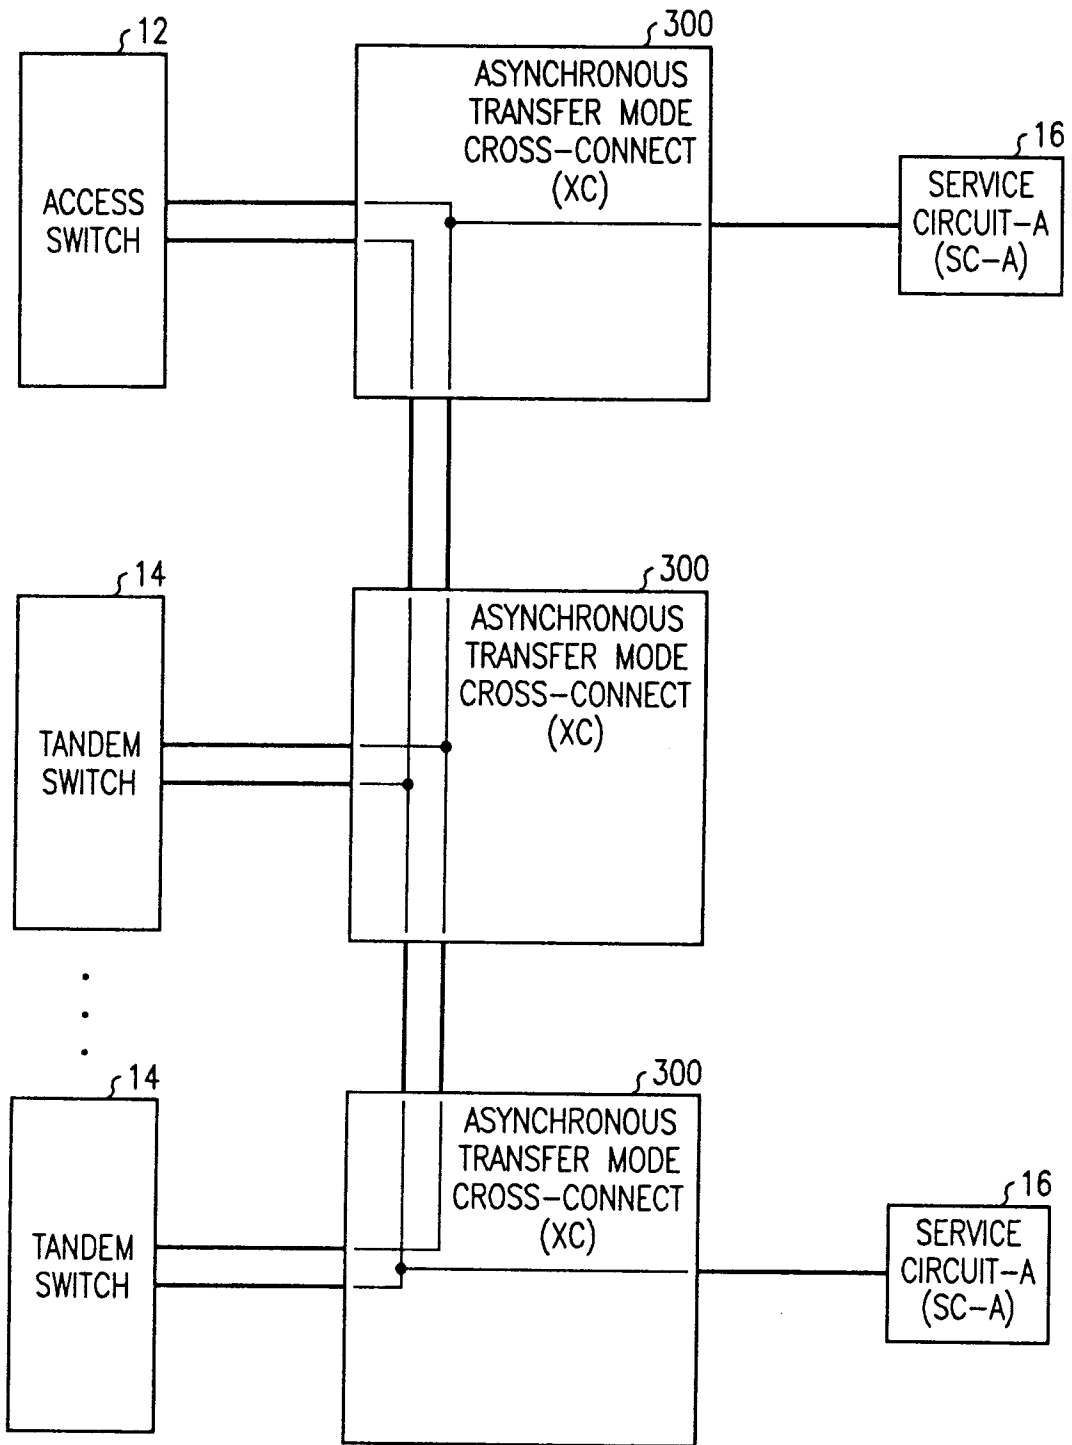 12
300
ACCESS
SWITCH
ASYNCHRONOUS
TRANSFER MODE
CROSS-CONNECT
(XC)
16
SERVICE
CIRCUIT-A
(SC-A)
14
300
TANDEM
SWITCH
ASYNCHRONOUS
TRANSFER MODE
CROSS-CONNECT
(XC)
14
300
TANDEM
SWITCH
ASYNCHRONOUS
TRANSFER MODE
CROSS-CONNECT
(XC)
16
SERVICE
CIRCUIT-A
(SC-A)